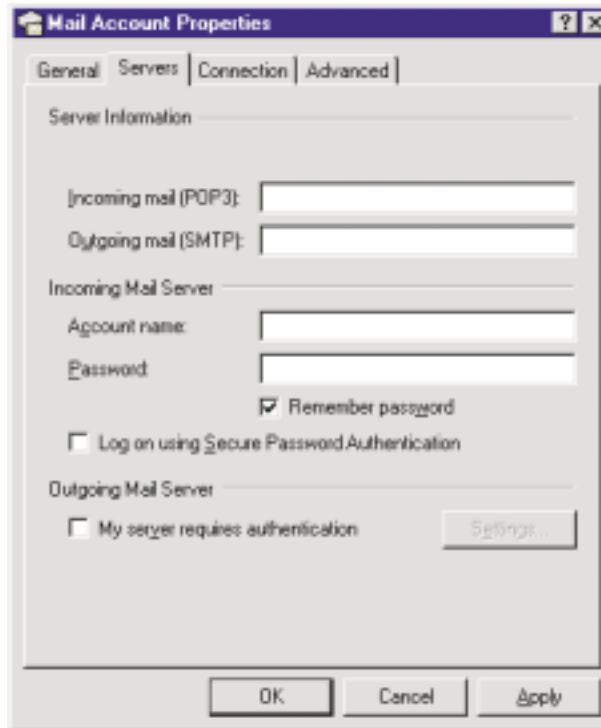 Mail Account Properties
General Servers Connection Advanced
Server Information
Incoming mail (POP3):
Outgoing mail (SMTP):
Incoming Mail Server
Account name:
Password:
Remember password
Log on using Secure Password Authentication
Outgoing Mail Server
My server requires authentication Settings...
OK Cancel Apply